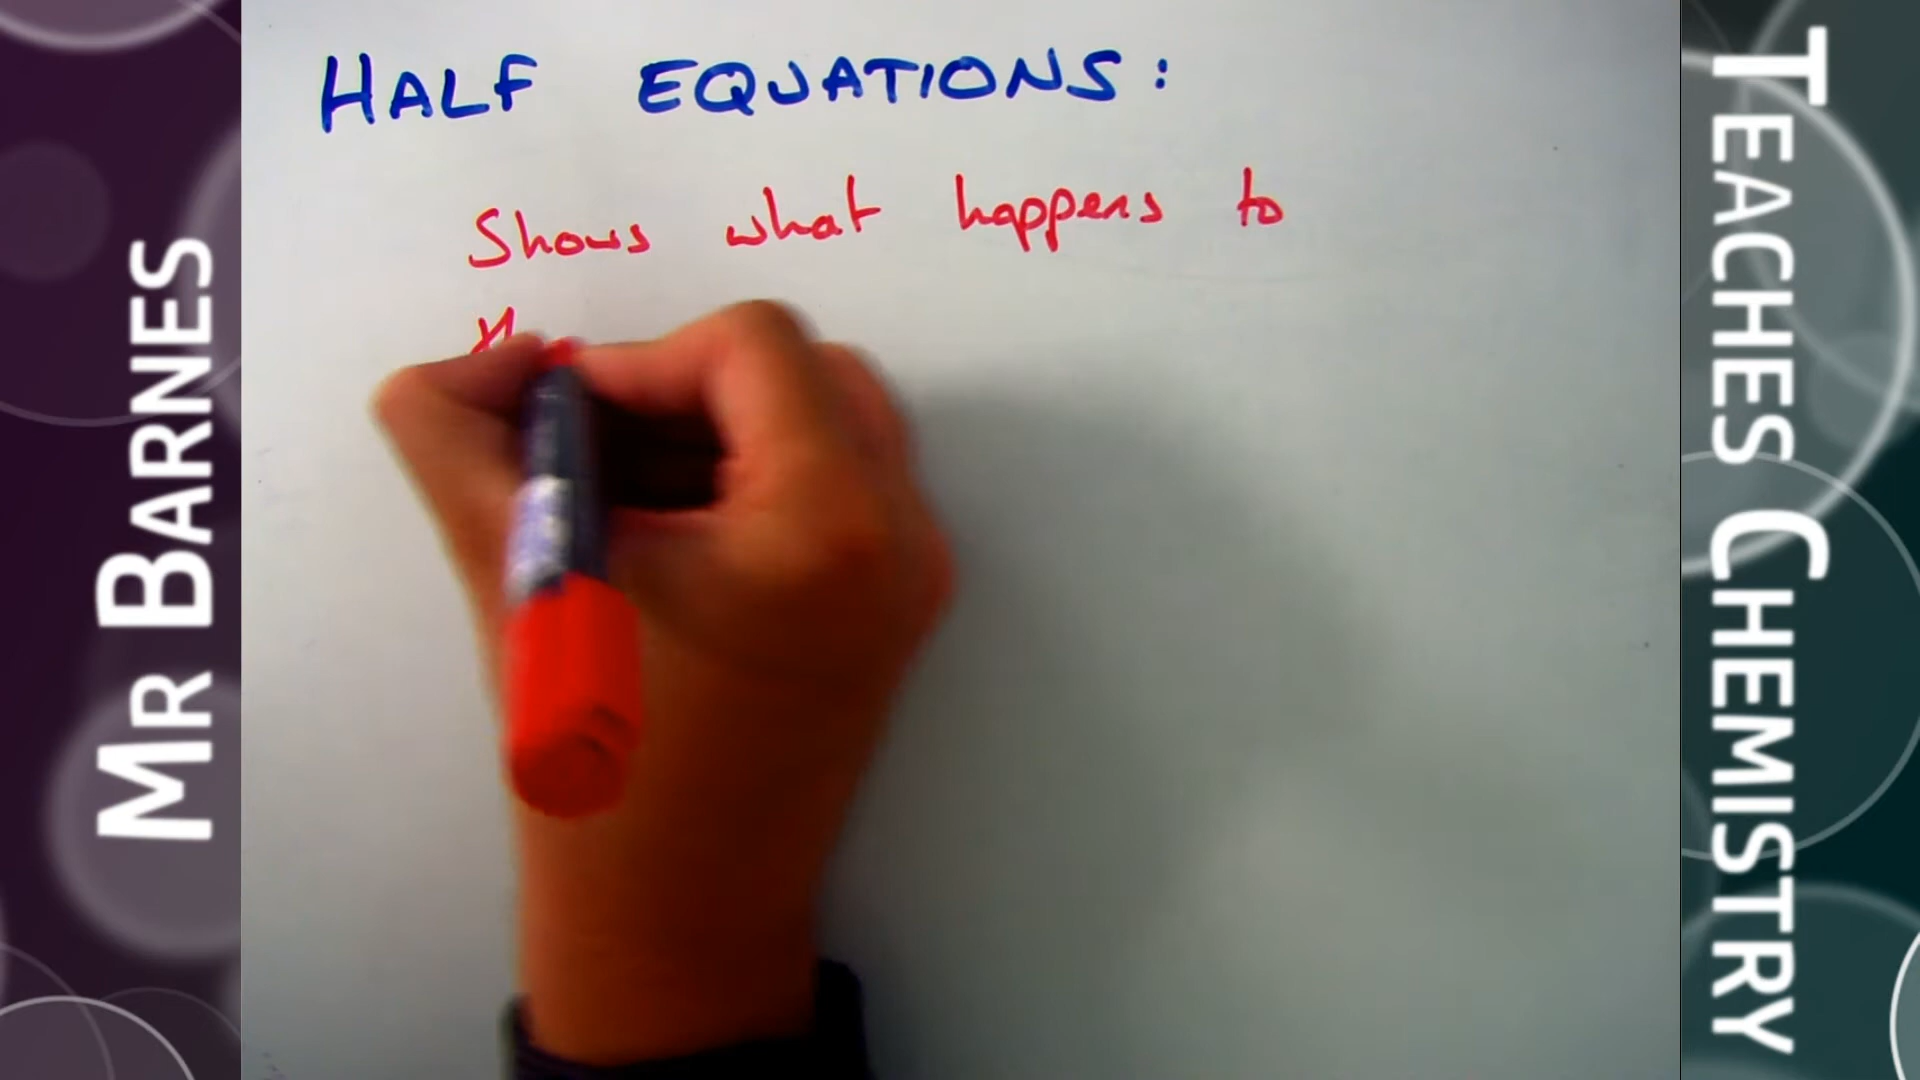 MR BARNES
HALF EQUATIONS:
Shows what happens to
TEACHES CHEMISTRY